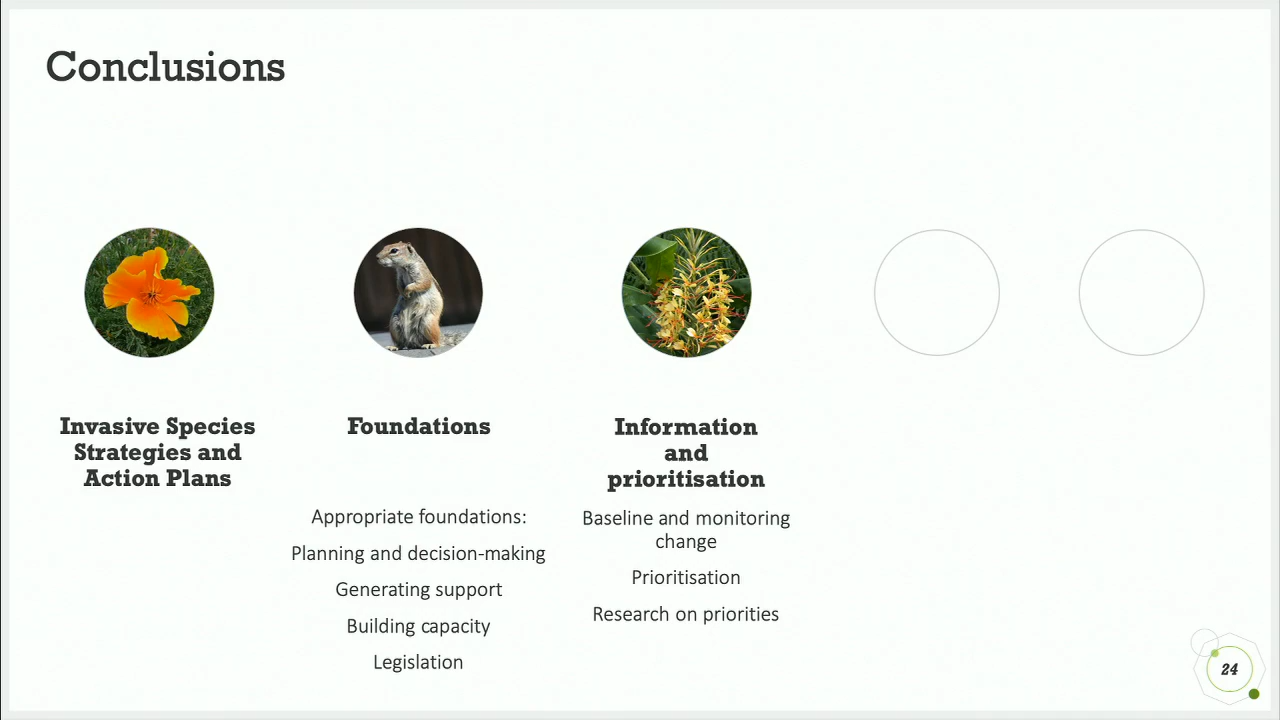 Conclusions
Invasive Species
Strategies and
Action Plans
Foundations
Appropriate foundations:
Planning and decision-making
Generating support
Building capacity
Legislation
Information
and
prioritisation
Baseline and monitoring
change
Prioritisation
Research on priorities
24